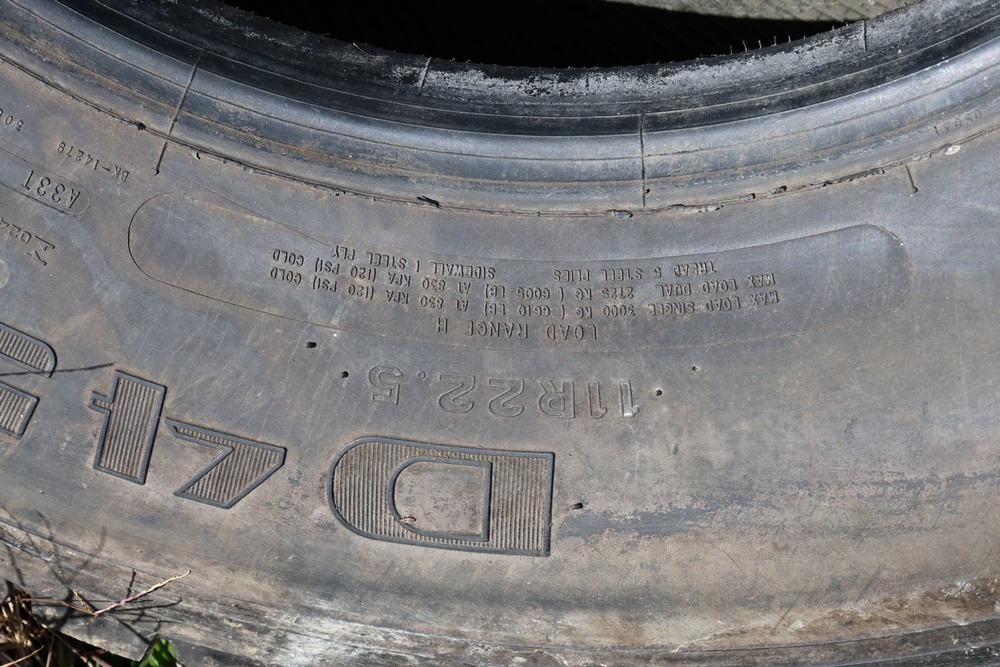 D4
11R22.5
LOAD RANGE H
MAX LOAD SINGLE 3000 KG ( 6610 LB) AT 830 KPA (120 PSI) COLD
MAX LOAD DUAL 2725 KG ( 6005 LB) AT 830 KPA (120 PSI) COLD
TREAD 5 STEEL PLIES SIDEWALL 1 STEEL PLY
A331
BK-14279